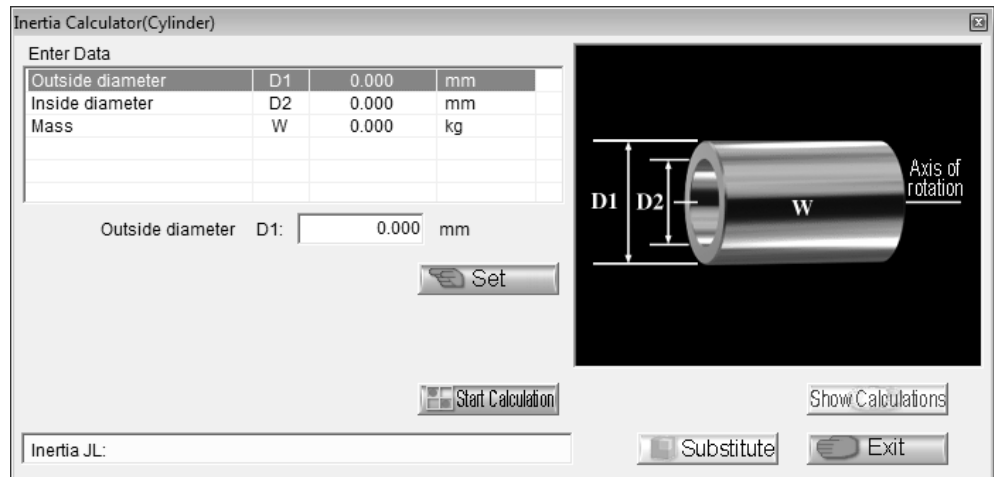 Inertia Calculator(Cylinder)
Enter Data
Outside diameter D1 0.000 mm
Inside diameter D2 0.000 mm
Mass W 0.000 kg
Outside diameter D1: 0.000 mm
Set
D1 D2 W Axis of
rotation
Start Calculation
Show Calculations
Inertia JL:
Substitute
Exit